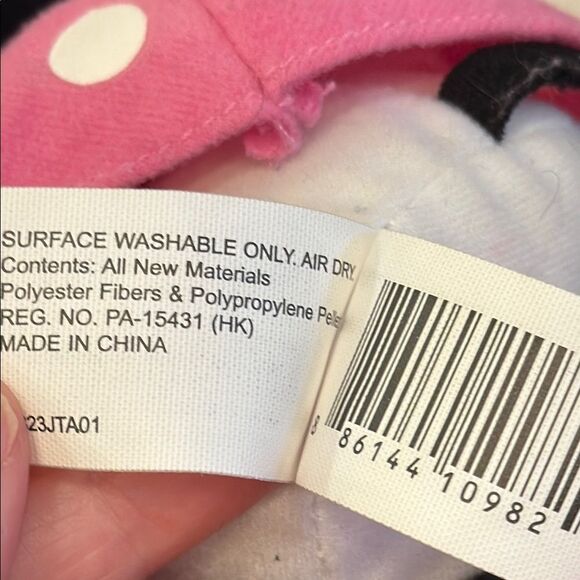 SURFACE WASHABLE ONLY. AIR DRY.
Contents: All New Materials
Polyester Fibers & Polypropylene
REG. NO. PA-15431 (HK)
MADE IN CHINA
23JTA01
8 86144 10982